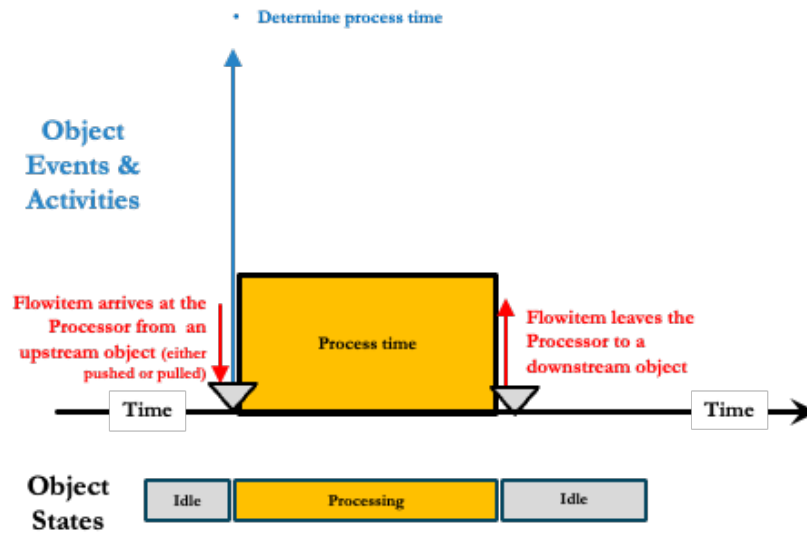 • Determine process time
Object
Events &
Activities
Flowitem arrives at the
Processor from an
upstream object (either
pushed or pulled)
Process time
Flowitem leaves the
Processor to a
downstream object
Time
Time
Object
States
Idle
Processing
Idle